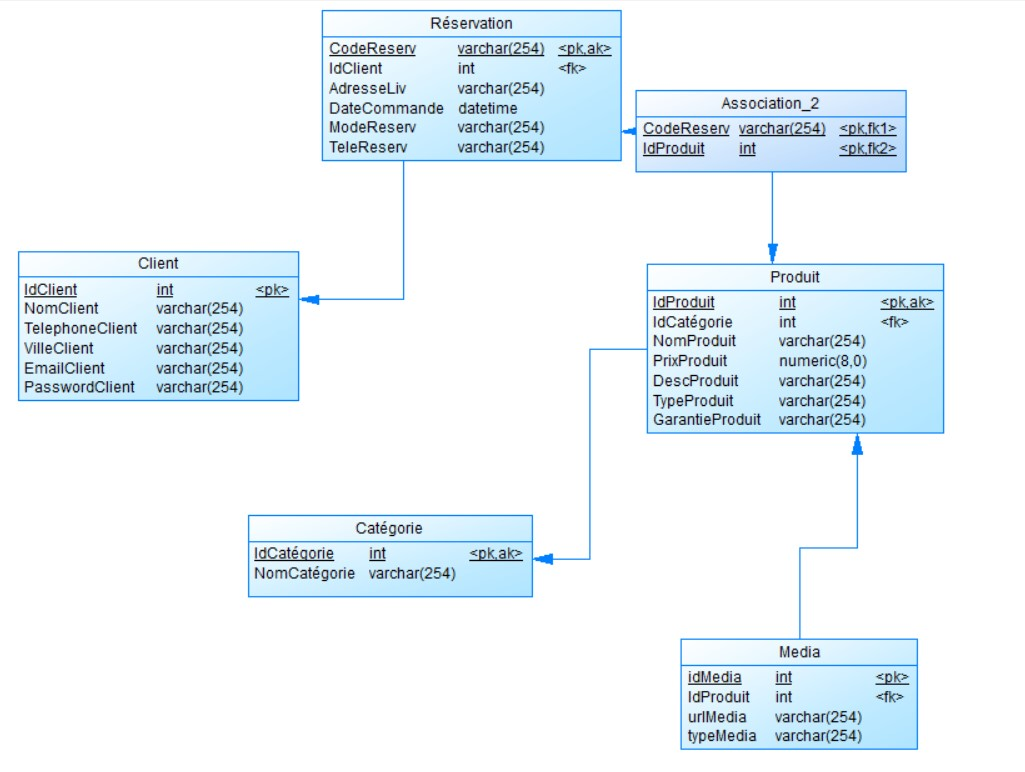 Réservation
CodeReserv varchar(254) <pk,ak>
IdClient int <fk>
AdresseLiv varchar(254)
DateCommande datetime
ModeReserv varchar(254)
TeleReserv varchar(254)
Association_2
CodeReserv varchar(254) <pk,fk1>
IdProduit int <pk,fk2>
Client
IdClient int <pk>
NomClient varchar(254)
TelephoneClient varchar(254)
VilleClient varchar(254)
EmailClient varchar(254)
PasswordClient varchar(254)
Produit
IdProduit int <pk,ak>
IdCatégorie int <fk>
NomProduit varchar(254)
PrixProduit numeric(8,0)
DescProduit varchar(254)
TypeProduit varchar(254)
GarantieProduit varchar(254)
Catégorie
IdCatégorie int <pk,ak>
NomCatégorie varchar(254)
Media
idMedia int <pk>
IdProduit int <fk>
urlMedia varchar(254)
typeMedia varchar(254)